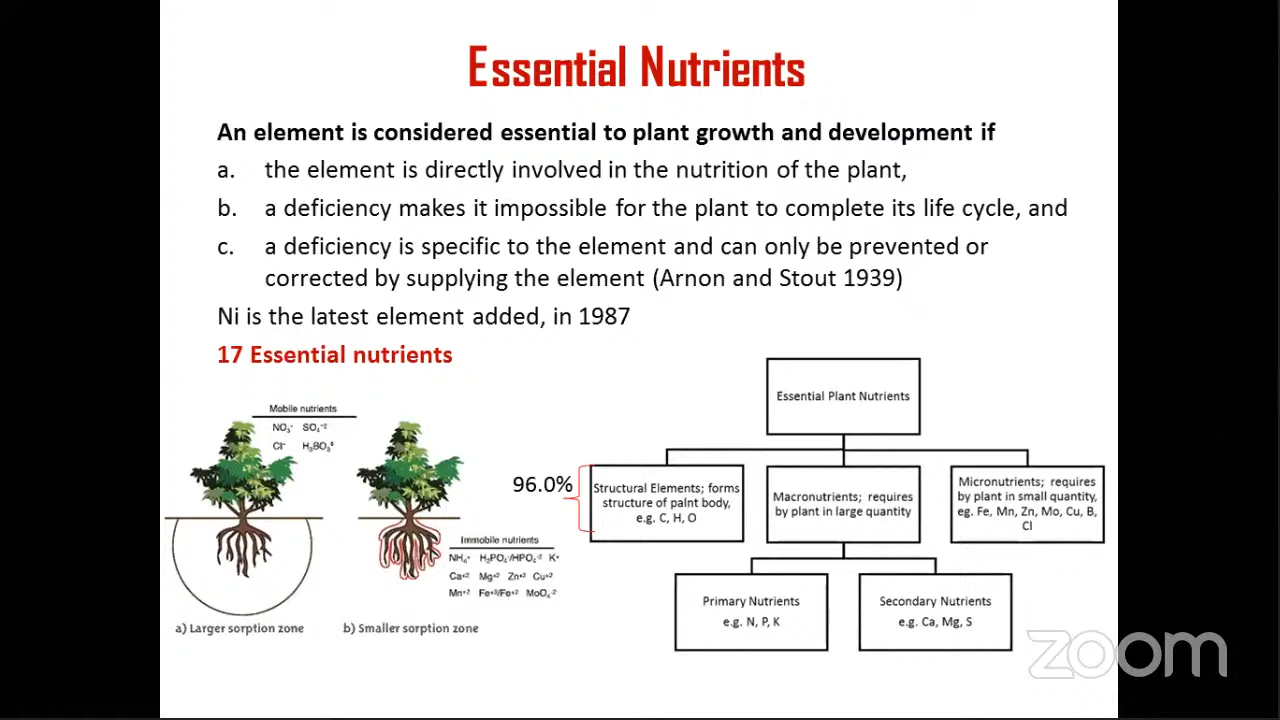 Essential Nutrients
An element is considered essential to plant growth and development if
a. the element is directly involved in the nutrition of the plant,
b. a deficiency makes it impossible for the plant to complete its life cycle, and
c. a deficiency is specific to the element and can only be prevented or
corrected by supplying the element (Arnon and Stout 1939)
Ni is the latest element added, in 1987
17 Essential nutrients
Mobile nutrients
NO₃⁻ SO₄⁻²
Cl⁻
Immobile nutrients
NH₄⁺ H₂PO₄⁻/HPO₄⁻² K⁺
Ca⁺² Mg⁺² Zn⁺² Cu⁺²
Mn⁺² Fe⁺³/Fe⁺² MoO₄⁻²
a) Larger sorption zone
b) Smaller sorption zone
96.0%
Essential Plant Nutrients
Structural Elements; forms
structure of palnt body,
e.g. C, H, O
Macronutrients; requires
by plant in large quantity
Micronutrients; requires
by plant in small quantity,
eg. Fe, Mn, Zn, Mo, Cu, B,
Cl
Primary Nutrients
e.g. N, P, K
Secondary Nutrients
e.g. Ca, Mg, S
zoom